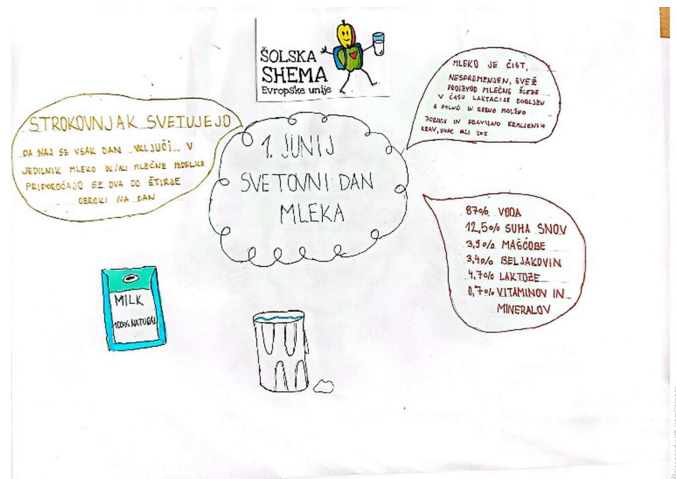 ŠOLSKA
SHEMA
Evropske unije
STROKOVNJAK SVETUJEJO
DA NAJ SE VSAK DAN VKLJUČI V
JEDILNIK MLEKO IN/ALI MLEČNE IZDELKE
PRIPOROČAJO SE DVA DO ŠTIRJE
OBROKI NA DAN
1. JUNIJ
SVETOVNI DAN
MLEKA
MLEKO JE ČIST,
NESPREMENJEN, SVEŽ
PROIZVOD MLEČNE ŽLEZE
V ČASU LAKTACIJE DOBLJEN
S POLNO IN REDNO MOLŽNJO
ZDRAVIH IN PRAVILNO KRMLJENIH
KRAV, OVAC ALI KOZ
87% VODA
12,5% SUHA SNOV
3,9% MAŠČOBE
3,4% BELJAKOVIN
4,7% LAKTOZE
0,7% VITAMINOV IN
MINERALOV
MILK
100% NATURAL